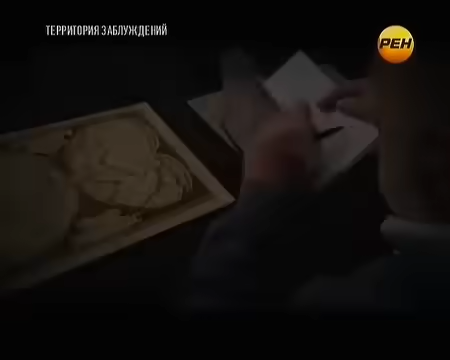 ТЕРРИТОРИЯ ЗАБЛУЖДЕНИЙ
РЕН